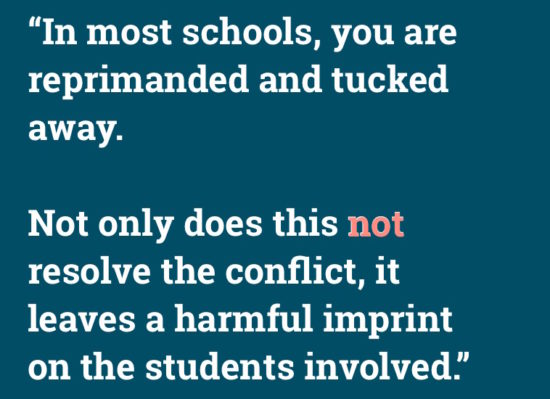 “In most schools, you are
reprimanded and tucked
away.
Not only does this not
resolve the conflict, it
leaves a harmful imprint
on the students involved.”